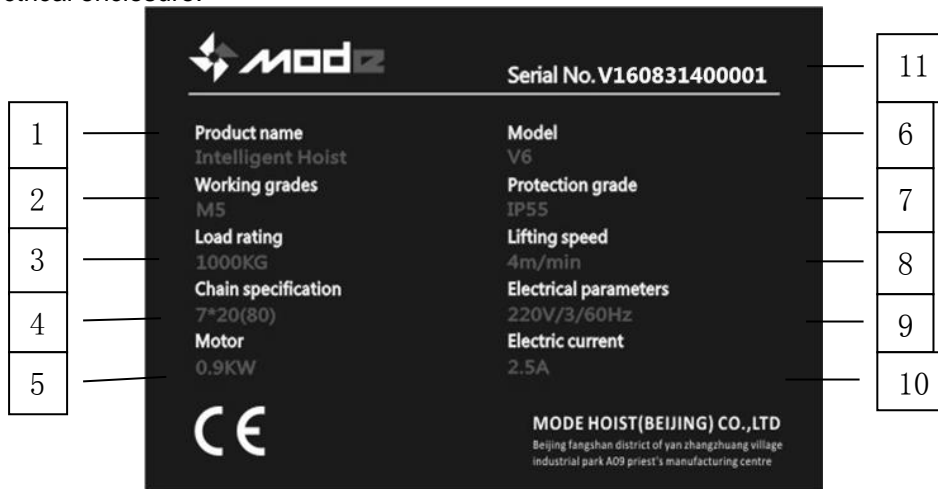 MODE
Serial No. V160831400001
1
Product name
Intelligent Hoist
2
Working grades
M5
3
Load rating
1000KG
4
Chain specification
7*20(80)
5
Motor
0.9KW
11
6
Model
V6
7
Protection grade
IP55
8
Lifting speed
4m/min
9
Electrical parameters
220V/3/60Hz
10
Electric current
2.5A
CE
MODE HOIST(BEIJING) CO.,LTD
Beijing fangshan district of yan zhangzhuang village
industrial park A09 priest's manufacturing centre